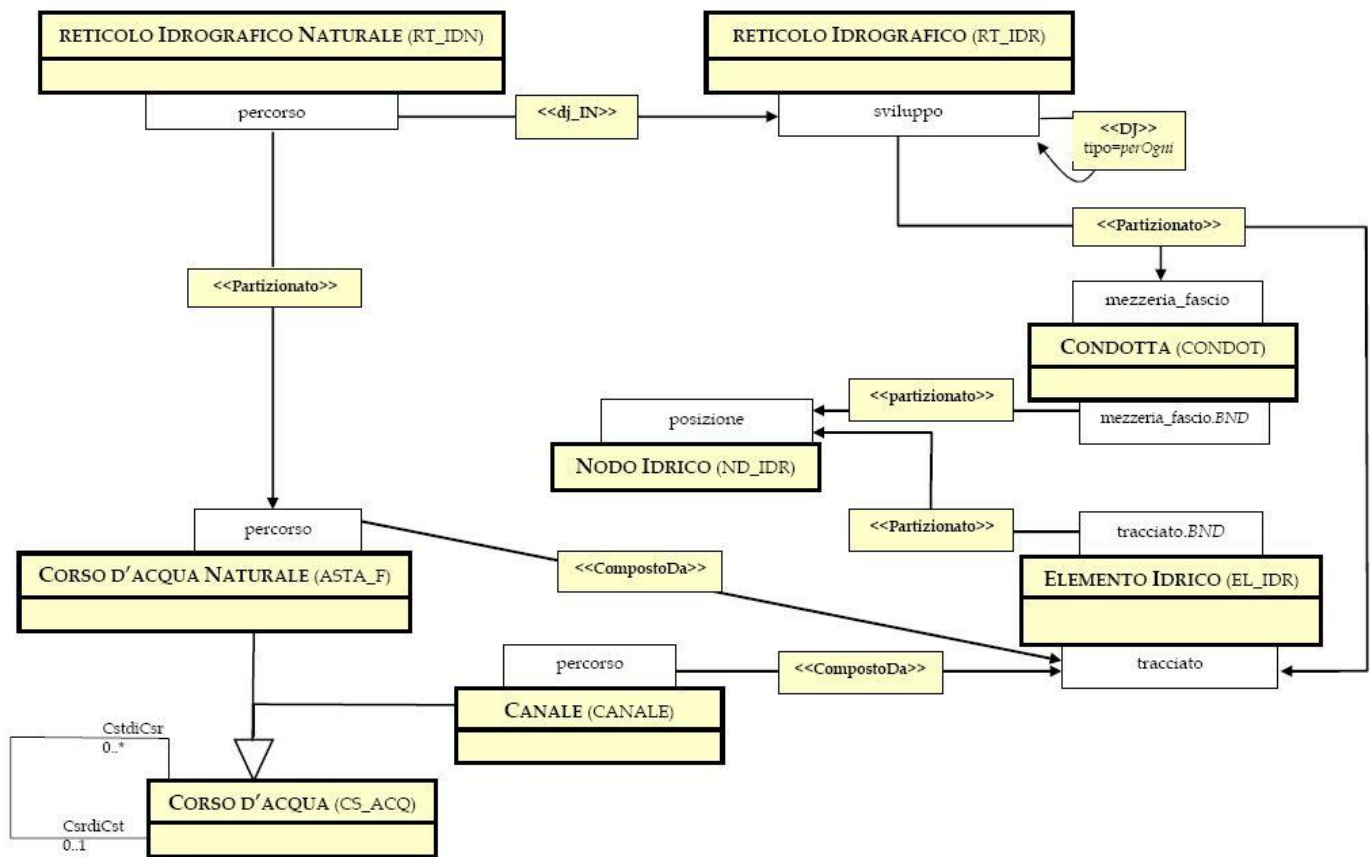 RETICOLO IDROGRAFICO NATURALE (RT_IDN)
RETICOLO IDROGRAFICO (RT_IDR)
percorso
<<dj_IN>>
sviluppo
<<DJ>>
tipo=perOgni
<<Partizionato>>
<<Partizionato>>
mezzeria_fascio
CONDOTTA (CONDOT)
<<partizionato>>
mezzeria_fascio.BND
posizione
NODO IDRICO (ND_IDR)
percorso
<<Partizionato>>
tracciato.BND
CORSO D'ACQUA NATURALE (ASTA_F)
<<CompostoDa>>
ELEMENTO IDRICO (EL_IDR)
percorso
<<CompostoDa>>
tracciato
CANALE (CANALE)
CstdiCsr
0..*
CORSO D'ACQUA (CS_ACQ)
CsrdiCst
0..1